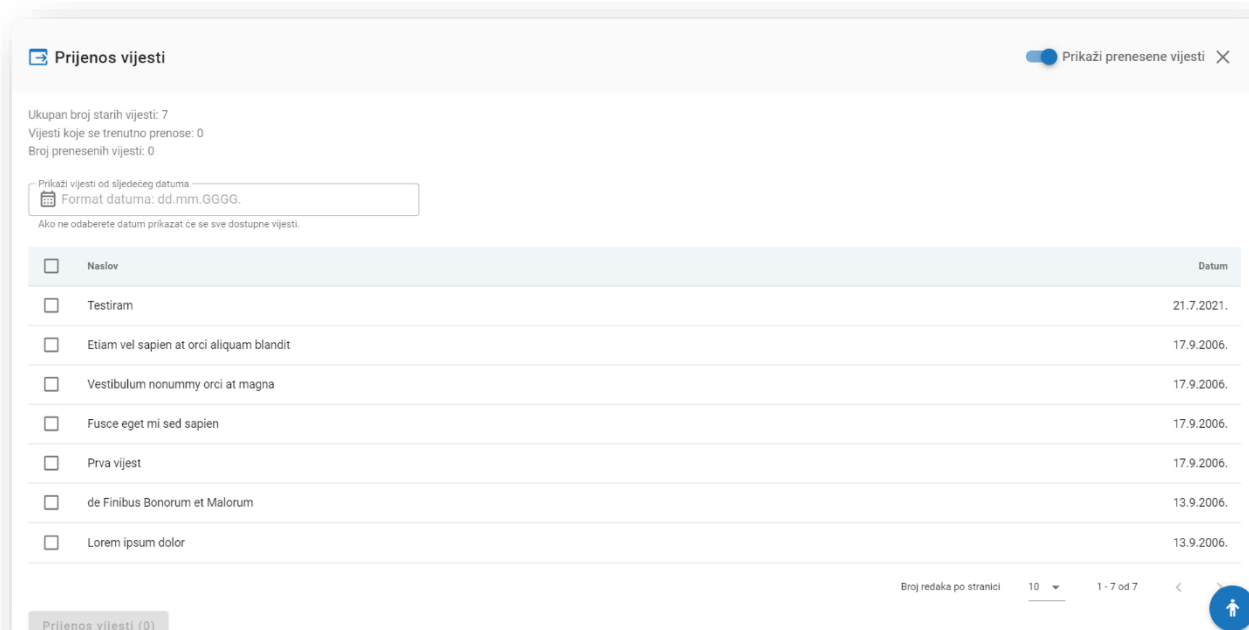 Prijenos vijesti
Prikaži prenesene vijesti
Ukupan broj starih vijesti: 7
Vijesti koje se trenutno prenose: 0
Broj prenesenih vijesti: 0
Prikaži vijesti od sljedećeg datuma
Format datuma: dd.mm.GGGG.
Ako ne odaberete datum prikazat će se sve dostupne vijesti.
Naslov Datum
Testiram 21.7.2021.
Etiam vel sapien at orci aliquam blandit 17.9.2006.
Vestibulum nonummy orci at magna 17.9.2006.
Fusce eget mi sed sapien 17.9.2006.
Prva vijest 17.9.2006.
de Finibus Bonorum et Malorum 13.9.2006.
Lorem ipsum dolor 13.9.2006.
Broj redaka po stranici 10 1 - 7 od 7
Prijenos vijesti (0)